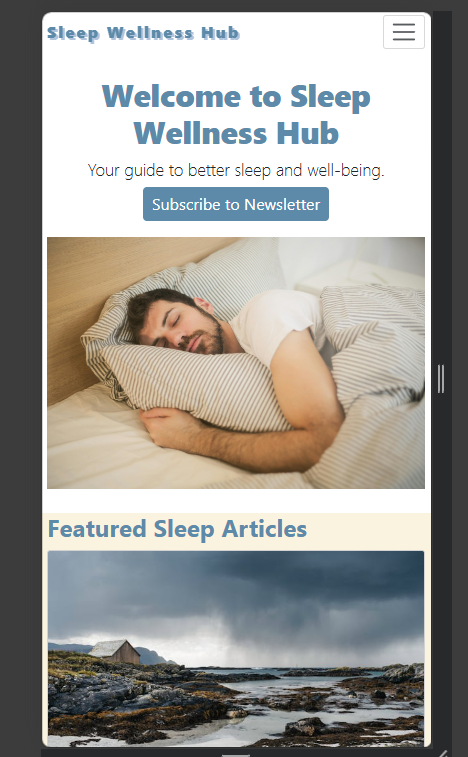 Sleep Wellness Hub
Welcome to Sleep
Wellness Hub
Your guide to better sleep and well-being.
Subscribe to Newsletter
Featured Sleep Articles